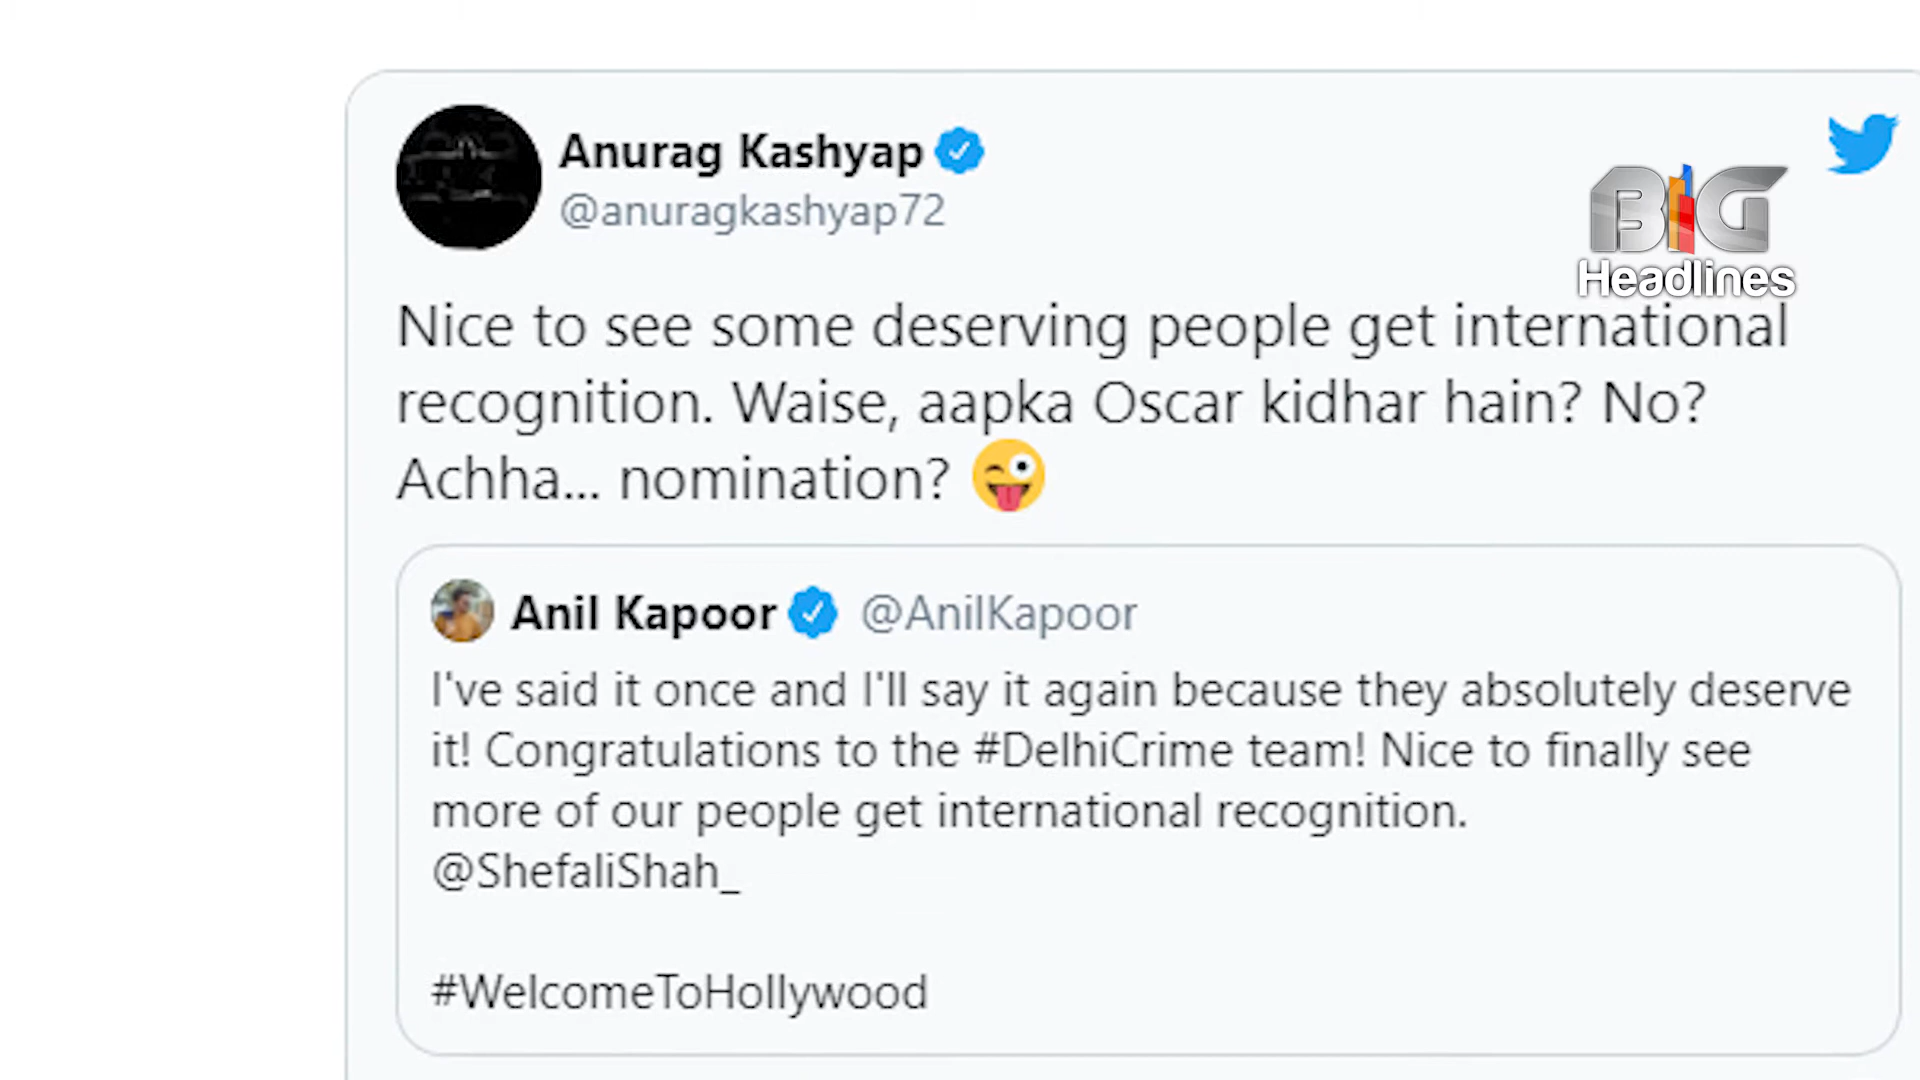 Anurag Kashyap
@anuragkashyap72
BIG
Headlines
Nice to see some deserving people get international
recognition. Waise, aapka Oscar kidhar hain? No?
Achha... nomination? 😜
Anil Kapoor @AnilKapoor
I've said it once and I'll say it again because they absolutely deserve
it! Congratulations to the #DelhiCrime team! Nice to finally see
more of our people get international recognition.
@ShefaliShah_
#WelcomeToHollywood